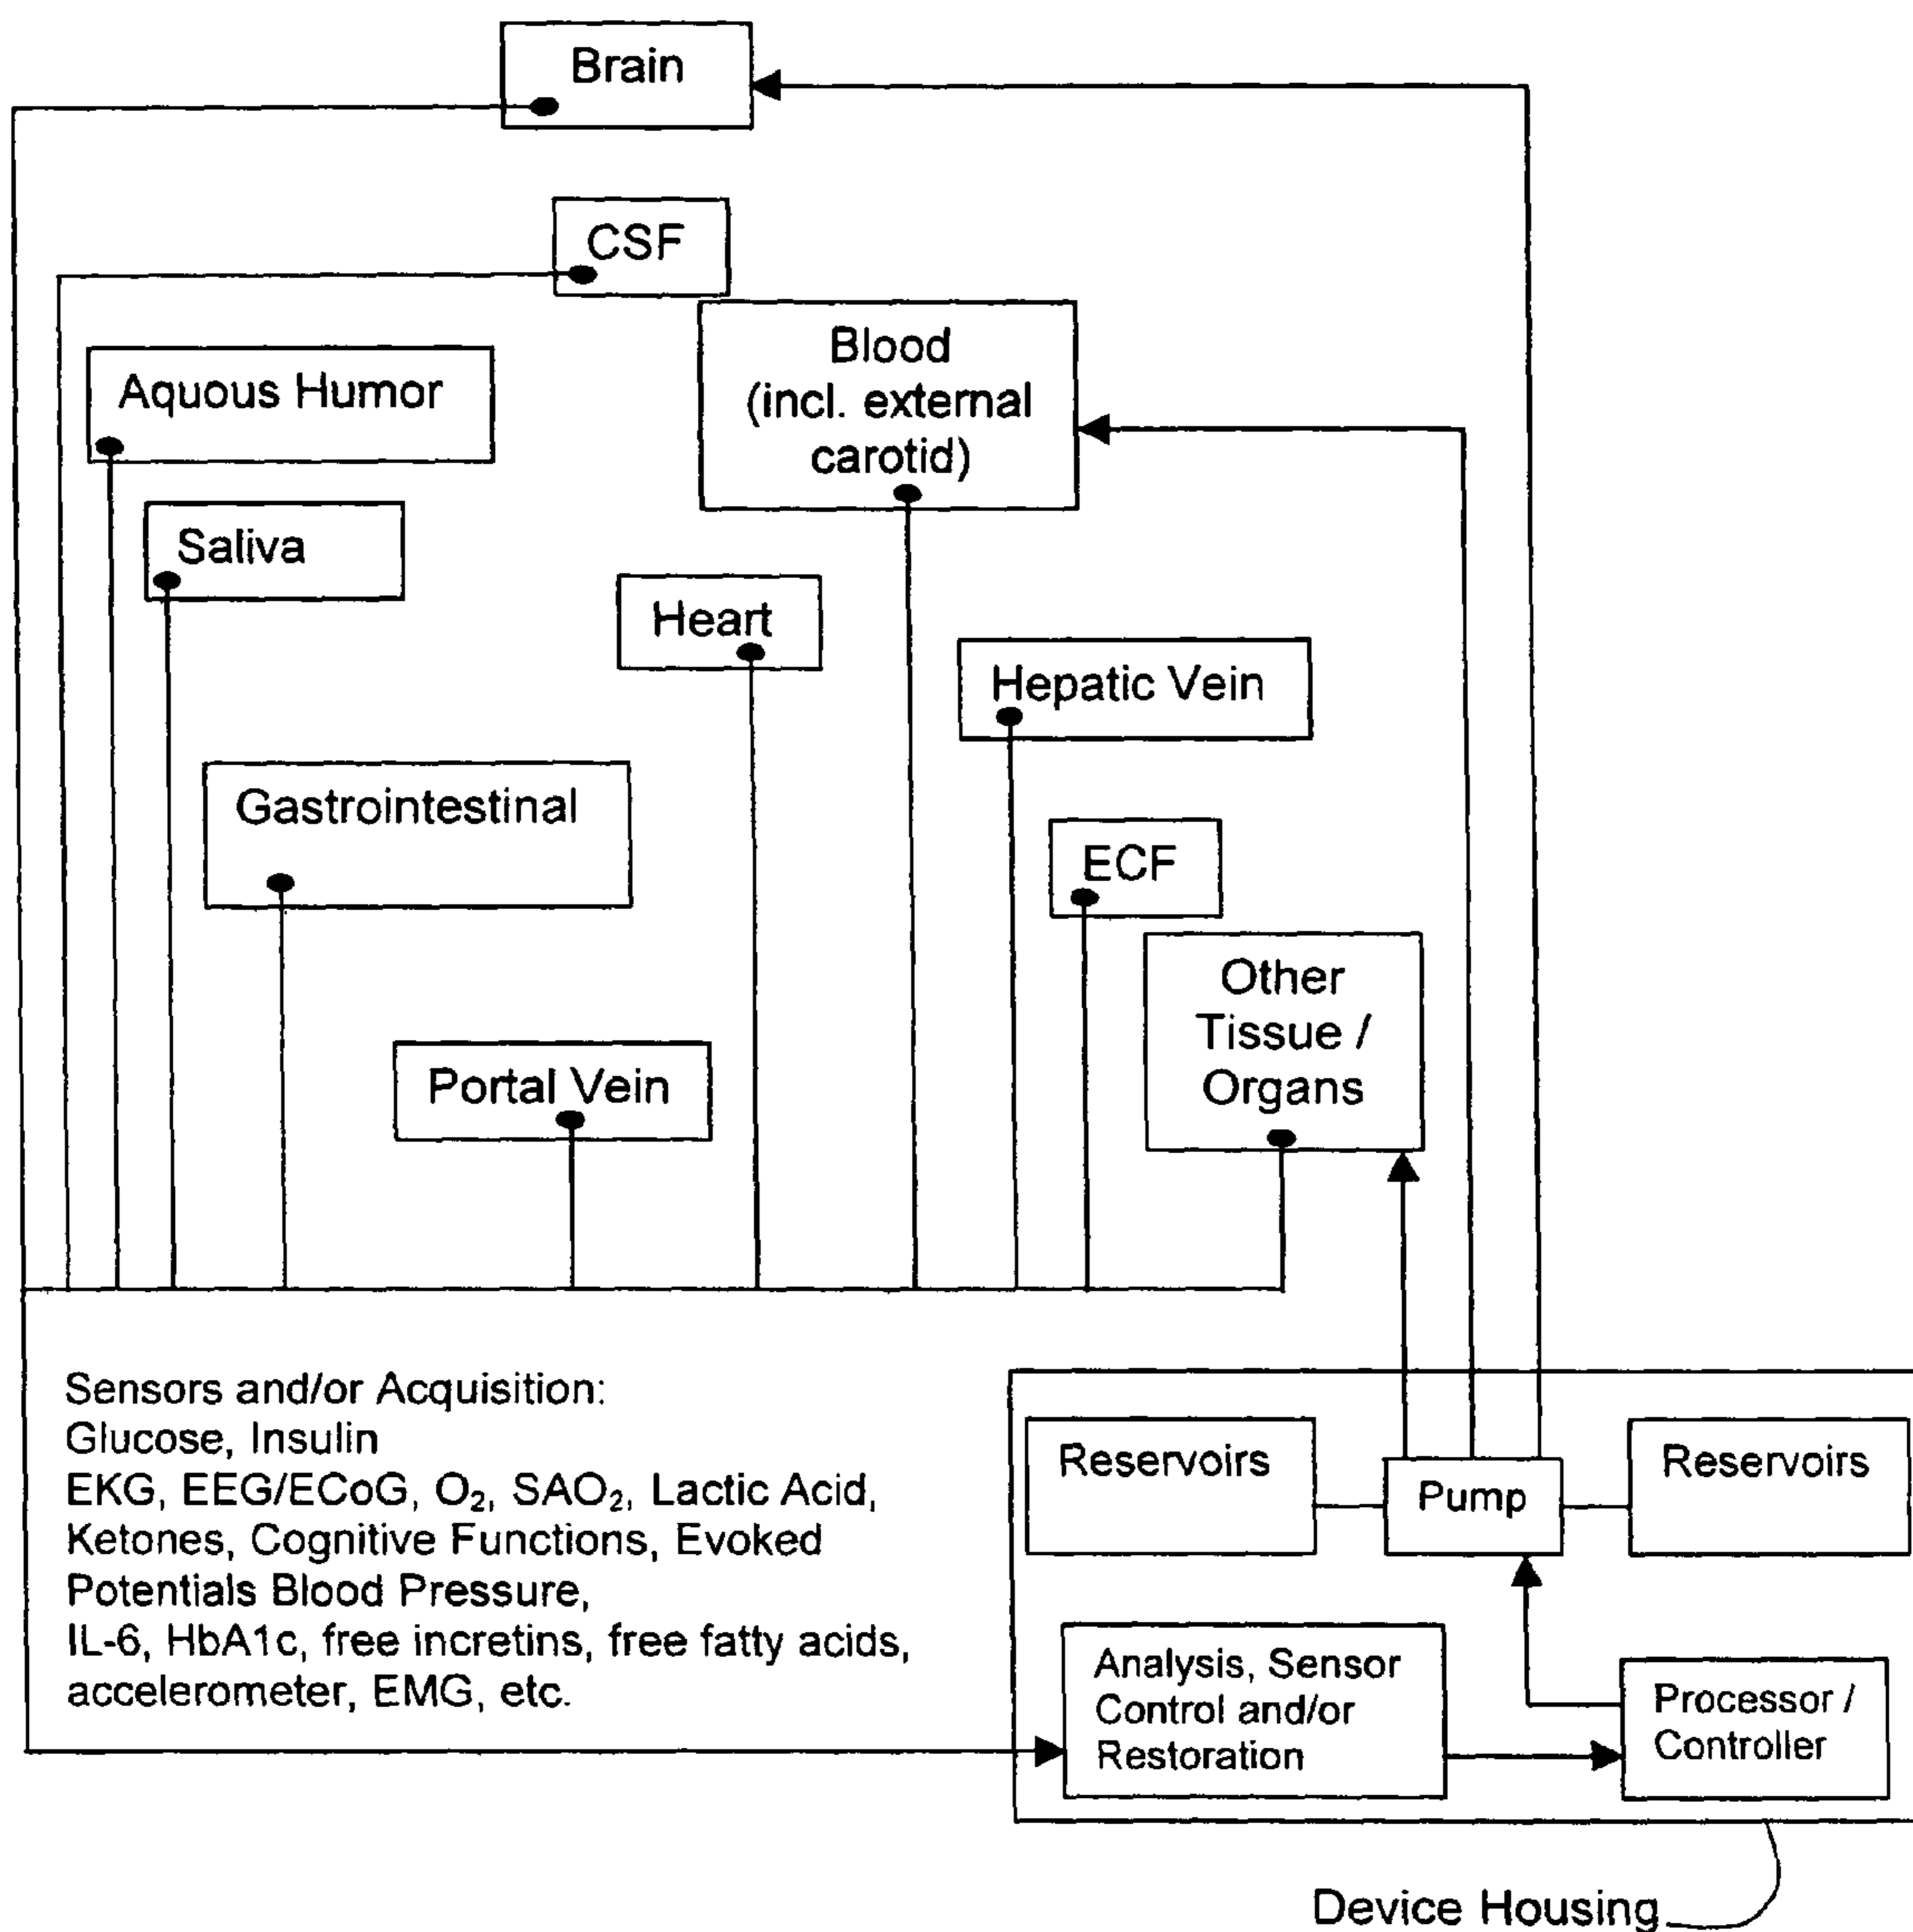 Brain
CSF
Blood
(incl. external
carotid)
Aquous Humor
Saliva
Heart
Hepatic Vein
Gastrointestinal
ECF
Other
Tissue /
Organs
Portal Vein
Sensors and/or Acquisition:
Glucose, Insulin
EKG, EEG/ECoG, O₂, SAO₂, Lactic Acid,
Ketones, Cognitive Functions, Evoked
Potentials Blood Pressure,
IL-6, HbA1c, free incretins, free fatty acids,
accelerometer, EMG, etc.
Reservoirs
Pump
Reservoirs
Analysis, Sensor
Control and/or
Restoration
Processor /
Controller
Device Housing